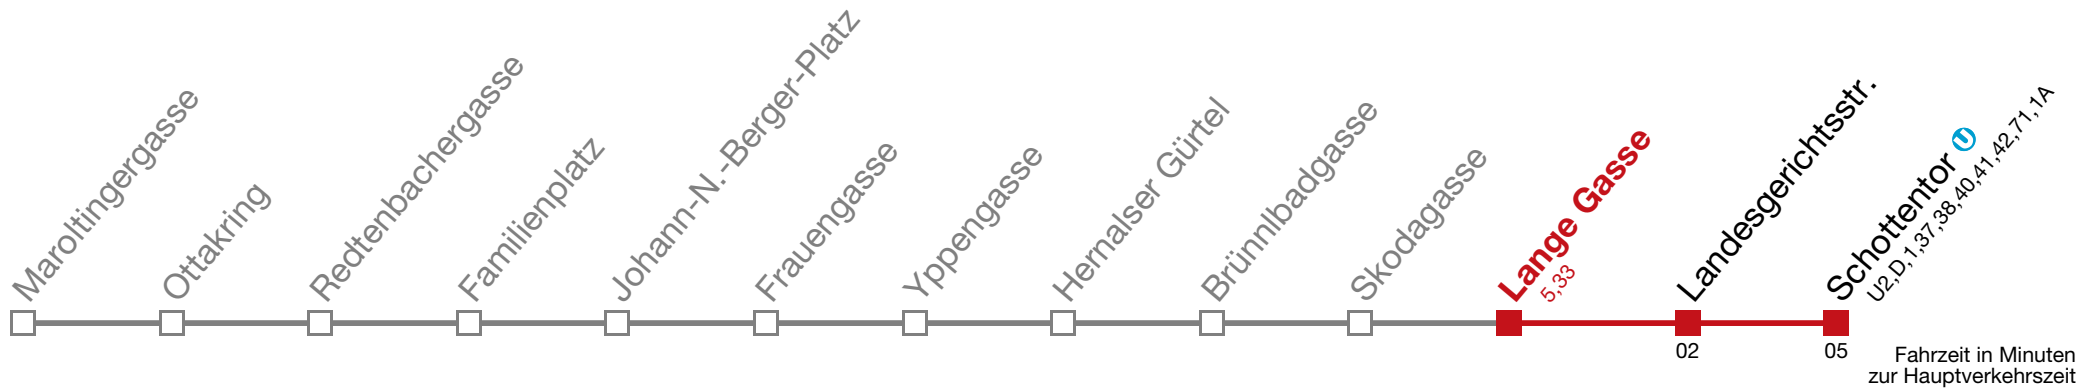 Maroltingergasse
Ottakring
Redtenbachergasse
Familienplatz
Johann-N.-Berger-Platz
Frauengasse
Yppengasse
Hernalser Gürtel
Brünnlbadgasse
Skodagasse
Lange Gasse
5,33
Landesgerichtsstr.
Schottentor U
U2,D,1,37,38,40,41,42,71,1A
02
05
Fahrzeit in Minuten
zur Hauptverkehrszeit